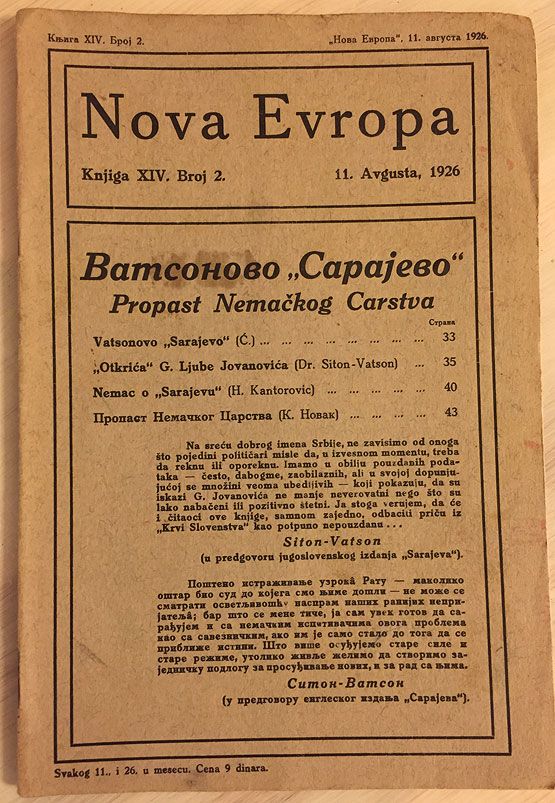 Књига XIV. Број 2.
„Нова Европа“. 11. августа 1926.
Nova Evropa
Knjiga XIV. Broj 2.
11. Avgusta, 1926
Ватсоново „Сарајево“
Propast Nemačkog Carstva
Страна
Vatsonovo „Sarajevo“ (Ć.) ... ... ... ... ... ... ... ... ... 33
„Otkrića“ G. Ljube Jovanovića (Dr. Siton-Vatson) ... 35
Nemac o „Sarajevu“ (H. Kantorovic) ... ... ... ... ... 40
Пропаст Немачког Царства (К. Новак) ... ... ... ... 43
Na sreću dobrog imena Srbije, ne zavisimo od onoga
što pojedini političari misle da, u izvesnom momentu, treba
da reknu ili oporeknu. Imamo u obilju pouzdanih poda-
taka — često, dabogme, zaobilaznih, ali u svojoj dopunju-
jućoj se množini veoma ubedljivih — koji pokazuju, da su
iskazi G. Jovanovića ne manje neverovatni nego što su
lako nabačeni ili pozitivno štetni. Ja stoga verujem, da će
i čitaoci ove knjige, samnom zajedno, odbaciti priču iz
„Krvi Slovenstva“ kao potpuno nepouzdanu ...
Siton-Vatson
(u predgovoru jugoslovenskog izdanja „Sarajeva“).
Поштено истраживање узрока̂ Рату — маколико
оштар био суд до којега смо њиме дошли — не може се
сматрати осветљивошћу наспрам наших ранијих непри-
јатеља̂; бар што се мене тиче, ја сам увек готов да са-
рађујем и са немачким испитивачима овога проблема
као са савезничким, ако им је само стало до тога да се
приближе истини. Што више осуђујемо старе силе и
старе режиме, утолико живље желимо да створимо за-
једничку подлогу за просуђивање нових, и за рад са њима.
Ситон-Ватсон
(у предговору енглеског издања „Сарајева“).
Svakog 11.. i 26. u mesecu. Cena 9 dinara.